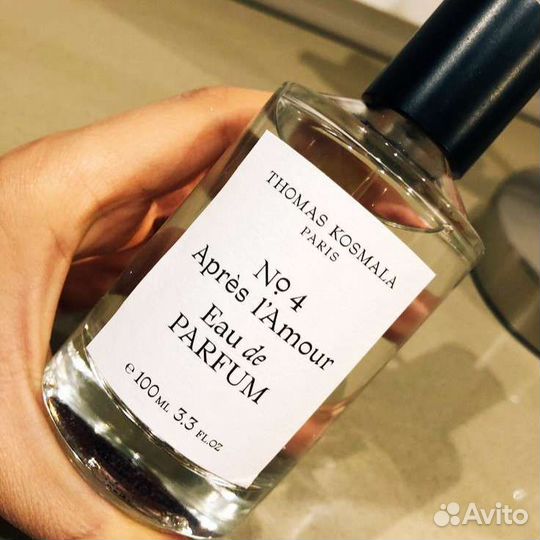 THOMAS KOSMALA
PARIS
Nº 4
Après l'Amour
Eau de
PARFUM
e 100 ML 3.3 FL.OZ
Avito